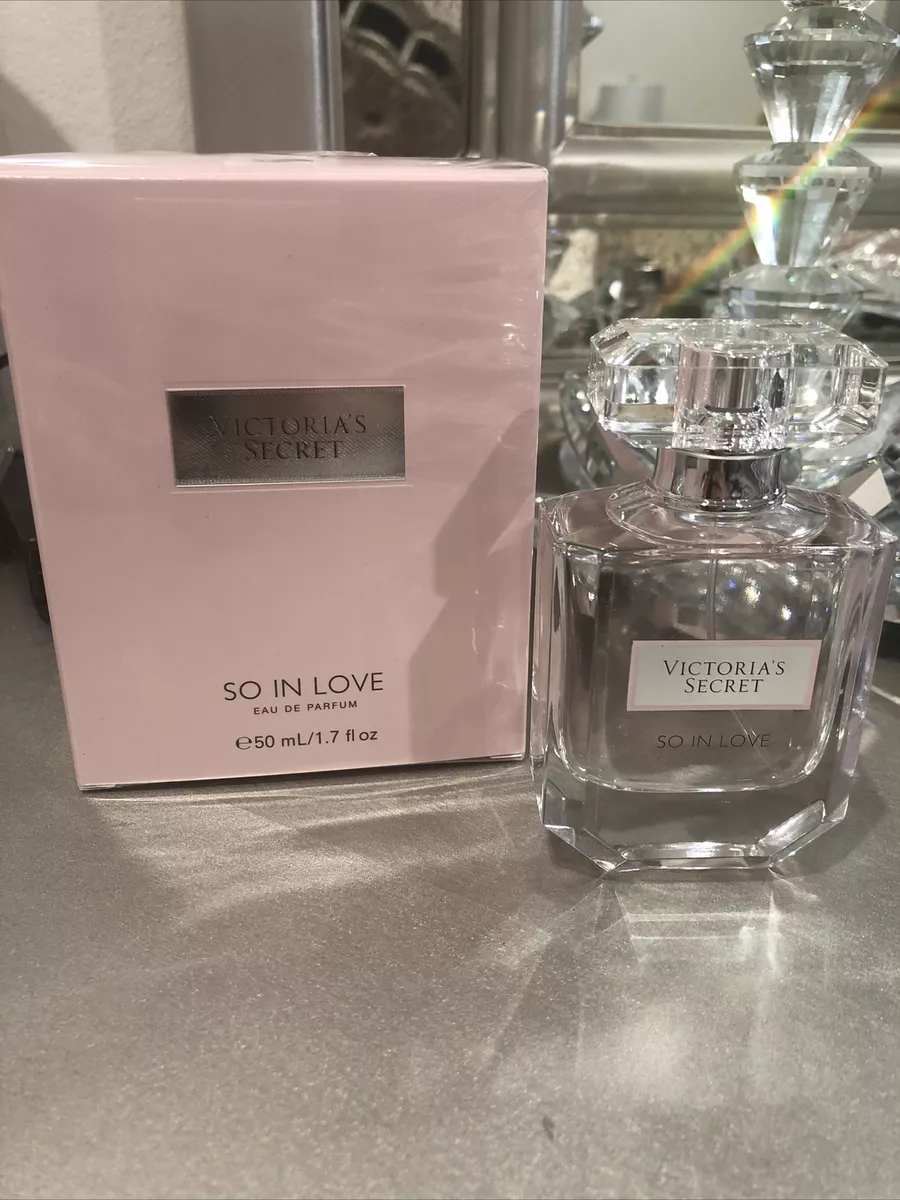 VICTORIA'S
SECRET
SO IN LOVE
EAU DE PARFUM
℮50 mL/1.7 fl oz
VICTORIA'S
SECRET
SO IN LOVE